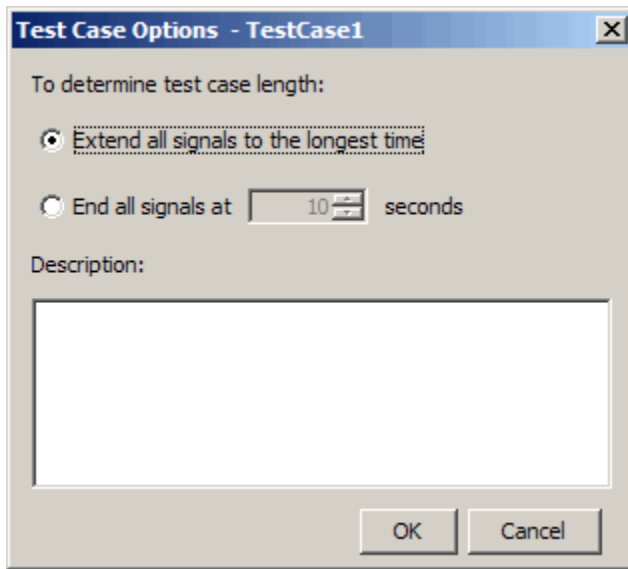 Test Case Options - TestCase1
To determine test case length:
Extend all signals to the longest time
End all signals at 10 seconds
Description:
OK Cancel